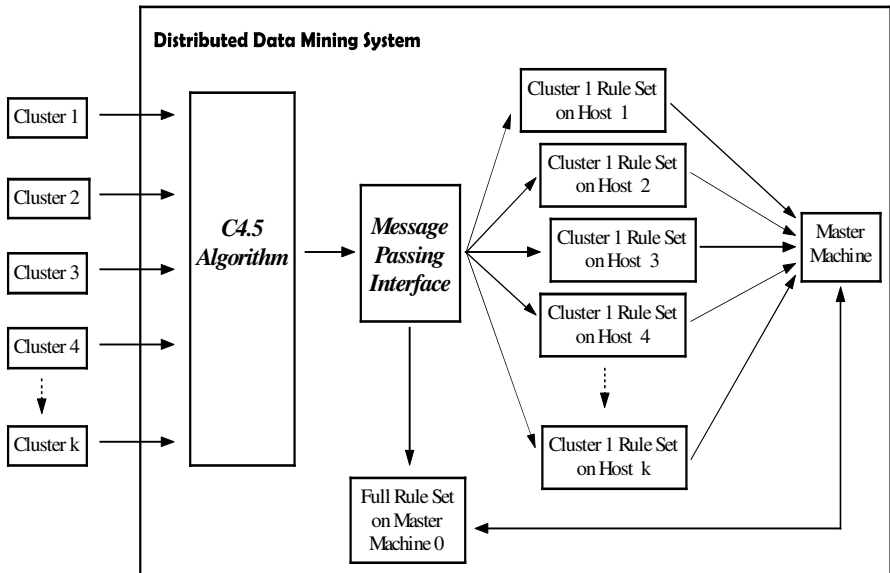 Distributed Data Mining System
Cluster 1
Cluster 2
Cluster 3
Cluster 4
Cluster k
C4.5
Algorithm
Message
Passing
Interface
Cluster 1 Rule Set
on Host 1
Cluster 1 Rule Set
on Host 2
Cluster 1 Rule Set
on Host 3
Cluster 1 Rule Set
on Host 4
Cluster 1 Rule Set
on Host k
Master
Machine
Full Rule Set
on Master
Machine 0